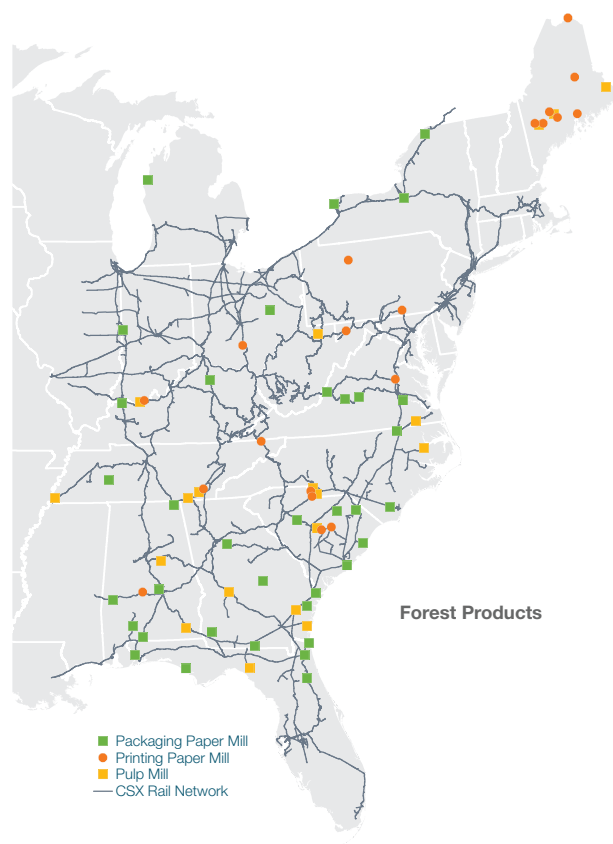 Forest Products
Packaging Paper Mill
Printing Paper Mill
Pulp Mill
CSX Rail Network